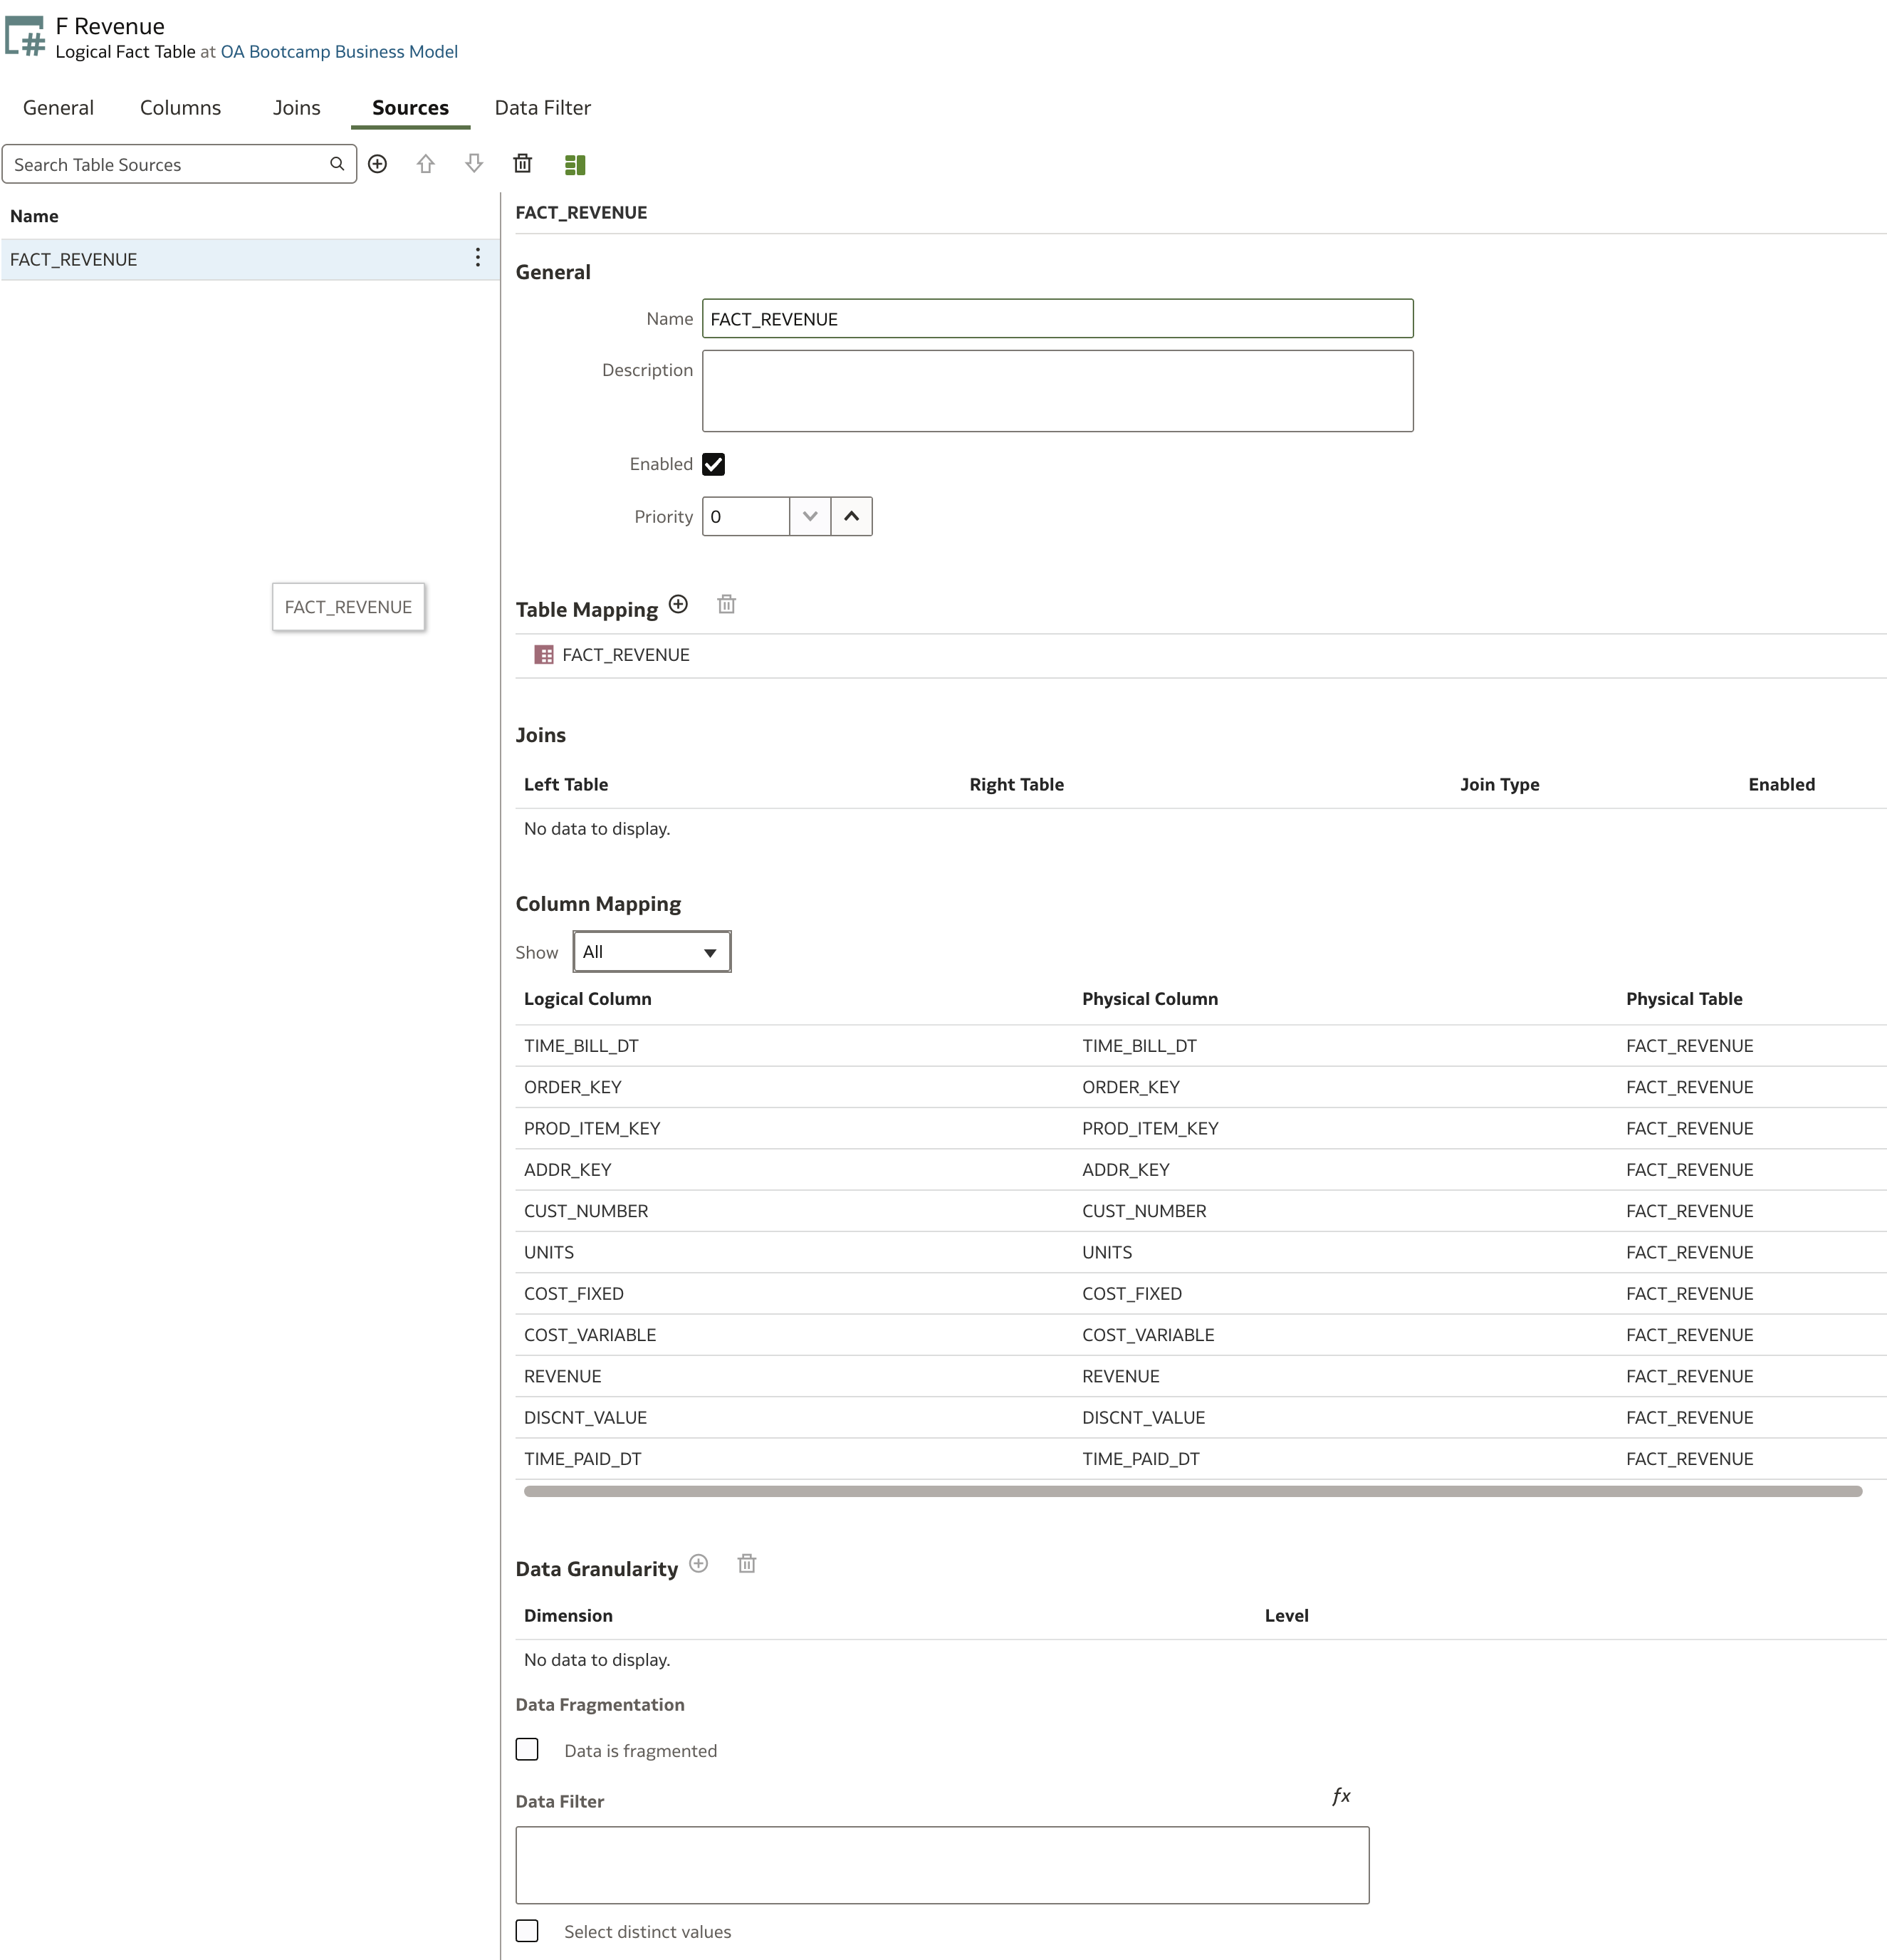 F Revenue
Logical Fact Table at OA Bootcamp Business Model
General Columns Joins Sources Data Filter
Search Table Sources
Name
FACT_REVENUE
FACT_REVENUE
FACT_REVENUE
General
Name FACT_REVENUE
Description
Enabled
Priority 0
Table Mapping
FACT_REVENUE
Joins
Left Table Right Table Join Type Enabled
No data to display.
Column Mapping
Show All
Logical Column Physical Column Physical Table
TIME_BILL_DT TIME_BILL_DT FACT_REVENUE
ORDER_KEY ORDER_KEY FACT_REVENUE
PROD_ITEM_KEY PROD_ITEM_KEY FACT_REVENUE
ADDR_KEY ADDR_KEY FACT_REVENUE
CUST_NUMBER CUST_NUMBER FACT_REVENUE
UNITS UNITS FACT_REVENUE
COST_FIXED COST_FIXED FACT_REVENUE
COST_VARIABLE COST_VARIABLE FACT_REVENUE
REVENUE REVENUE FACT_REVENUE
DISCNT_VALUE DISCNT_VALUE FACT_REVENUE
TIME_PAID_DT TIME_PAID_DT FACT_REVENUE
Data Granularity
Dimension Level
No data to display.
Data Fragmentation
Data is fragmented
Data Filter fx
Select distinct values